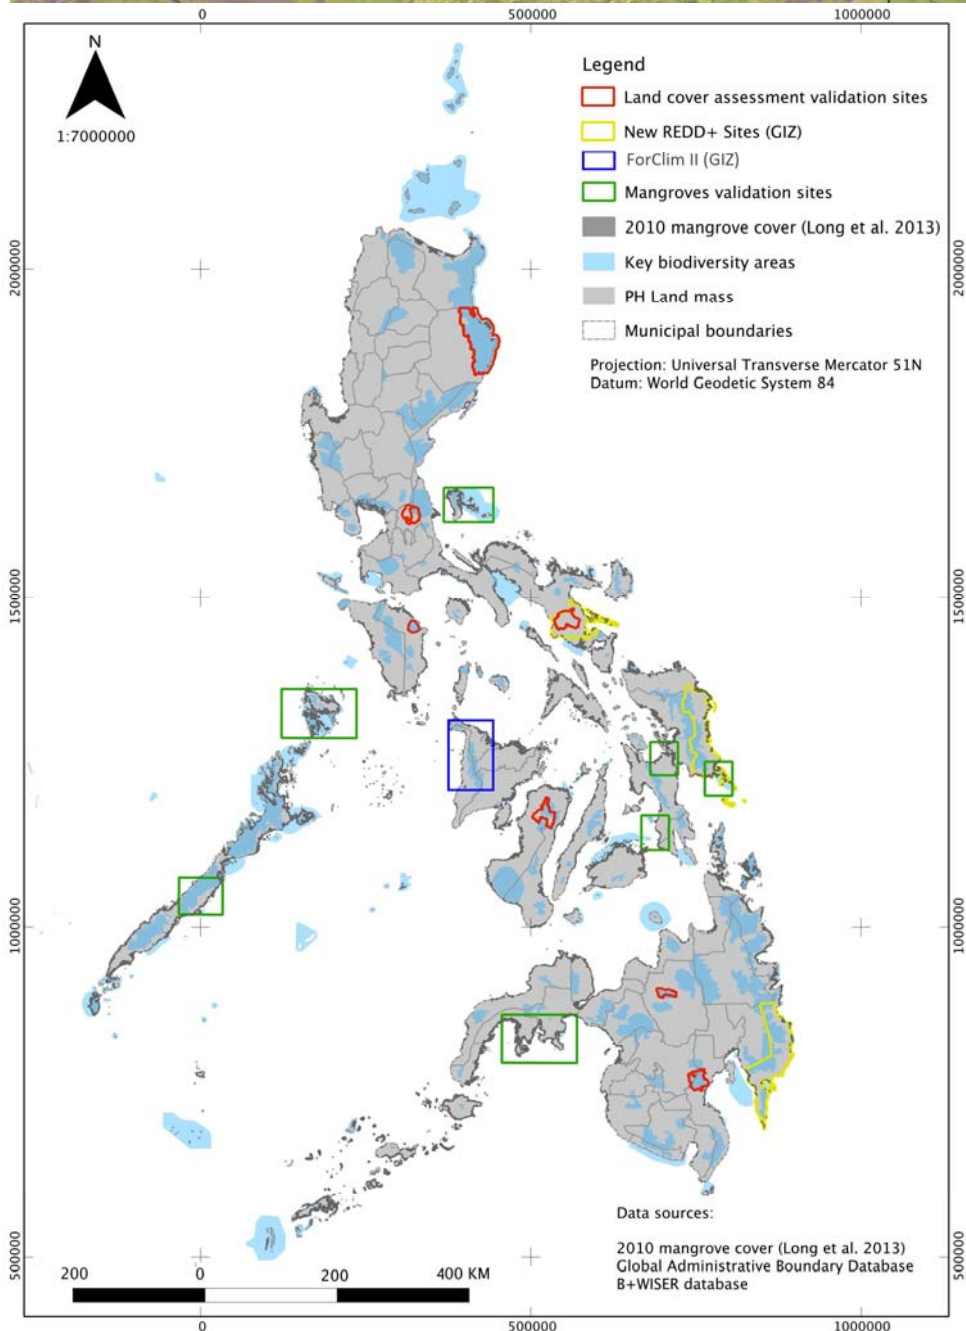 0 500000 1000000
N
1:7000000
Legend
Land cover assessment validation sites
New REDD+ Sites (GIZ)
ForClim II (GIZ)
Mangroves validation sites
2010 mangrove cover (Long et al. 2013)
Key biodiversity areas
PH Land mass
Municipal boundaries
Projection: Universal Transverse Mercator 51N
Datum: World Geodetic System 84
2000000 2000000
1500000 1500000
1000000 1000000
500000 500000
Data sources:
2010 mangrove cover (Long et al. 2013)
Global Administrative Boundary Database
B+WISER database
200 0 200 400 KM
0 500000 1000000